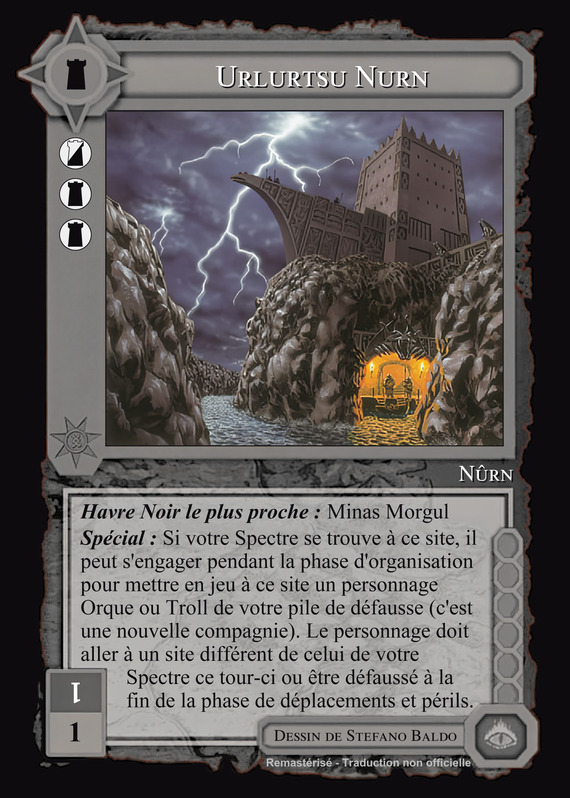 Urlurtsu Nurn
Nûrn
Havre Noir le plus proche : Minas Morgul
Spécial : Si votre Spectre se trouve à ce site, il
peut s'engager pendant la phase d'organisation
pour mettre en jeu à ce site un personnage
Orque ou Troll de votre pile de défausse (c'est
une nouvelle compagnie). Le personnage doit
aller à un site différent de celui de votre
Spectre ce tour-ci ou être défaussé à la
fin de la phase de déplacements et périls.
1
1
Dessin de Stefano Baldo
Remastérisé - Traduction non officielle